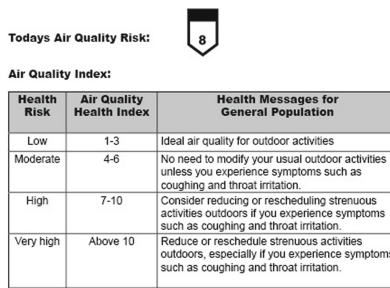 Todays Air Quality Risk:
8
Air Quality Index:
Health Risk
Air Quality Health Index
Health Messages for General Population
Low
1-3
Ideal air quality for outdoor activities
Moderate
4-6
No need to modify your usual outdoor activities
unless you experience symptoms such as
coughing and throat irritation.
High
7-10
Consider reducing or rescheduling strenuous
activities outdoors if you experience symptoms
such as coughing and throat irritation.
Very high
Above 10
Reduce or reschedule strenuous activities
outdoors, especially if you experience symptoms
such as coughing and throat irritation.